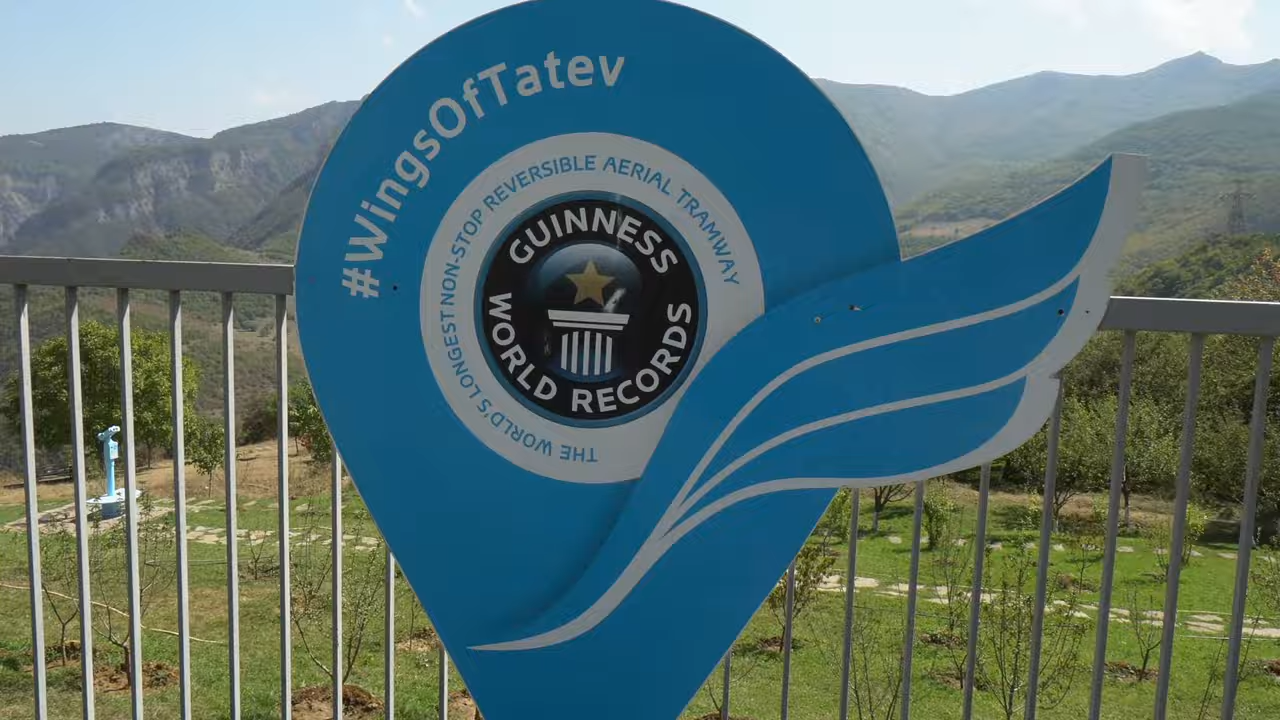 #WingsOfTatev
THE WORLD'S LONGEST NON-STOP REVERSIBLE AERIAL TRAMWAY
GUINNESS
WORLD RECORDS